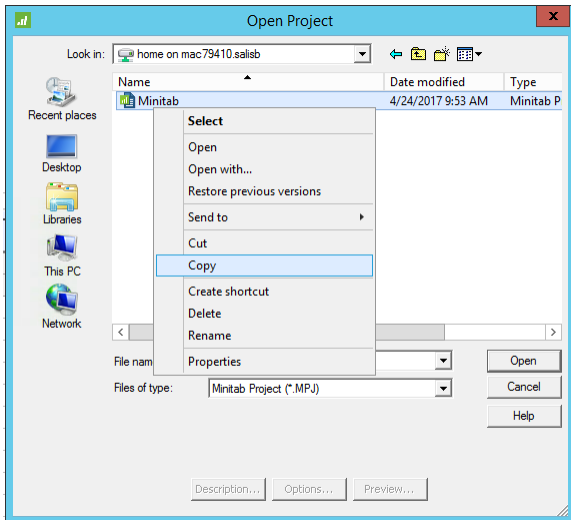 Open Project
x
Look in: home on mac79410.salisb
Name Date modified Type
Minitab 4/24/2017 9:53 AM Minitab P
Recent places
Desktop
Libraries
This PC
Network
Select
Open
Open with...
Restore previous versions
Send to
Cut
Copy
Create shortcut
Delete
Rename
Properties
File nam Open
Files of type: Minitab Project (*.MPJ) Cancel
Help
Description... Options... Preview...